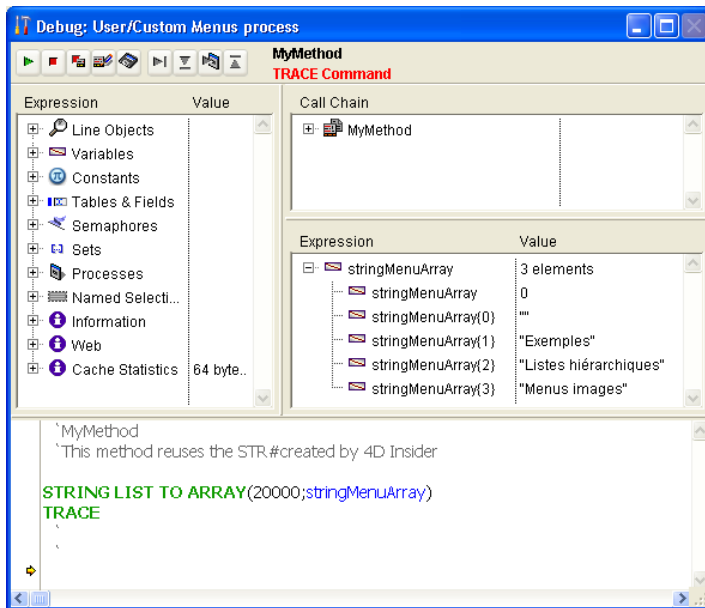 Debug: User/Custom Menus process
MyMethod
TRACE Command
Expression Value
Line Objects
Variables
Constants
Tables & Fields
Semaphores
Sets
Processes
Named Selecti...
Information
Web
Cache Statistics 64 byte..
Call Chain
MyMethod
Expression Value
stringMenuArray 3 elements
stringMenuArray 0
stringMenuArray{0} ""
stringMenuArray{1} "Exemples"
stringMenuArray{2} "Listes hiérarchiques"
stringMenuArray{3} "Menus images"
`MyMethod
`This method reuses the STR#created by 4D Insider
STRING LIST TO ARRAY(20000;stringMenuArray)
TRACE
`
`